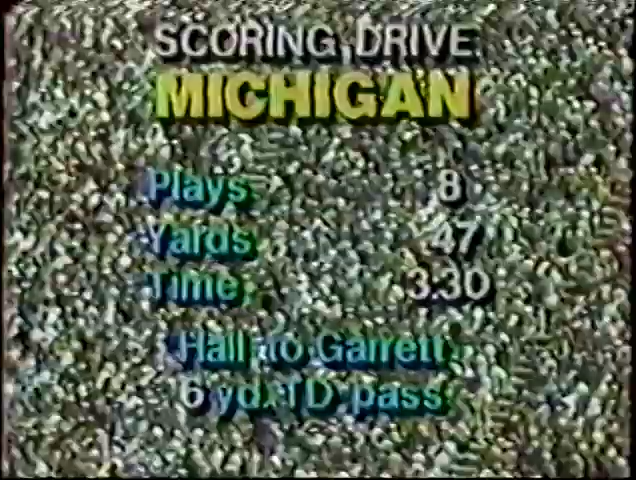 SCORING DRIVE
MICHIGAN
Plays 8
Yards 47
Time 3:30
Hall to Garrett
6 yd. TD pass